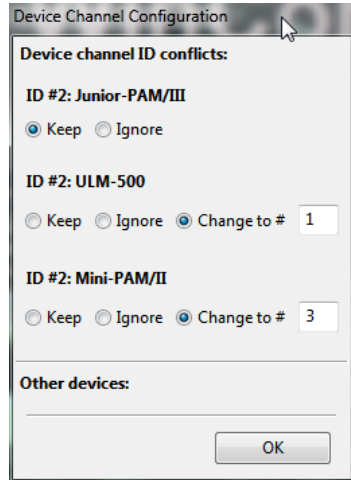 Device Channel Configuration
Device channel ID conflicts:
ID #2: Junior-PAM/III
Keep Ignore
ID #2: ULM-500
Keep Ignore Change to # 1
ID #2: Mini-PAM/II
Keep Ignore Change to # 3
Other devices:
OK